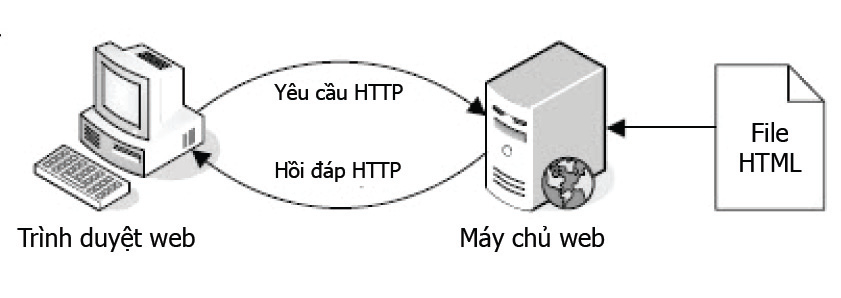 Yêu cầu HTTP
Hồi đáp HTTP
File
HTML
Trình duyệt web
Máy chủ web